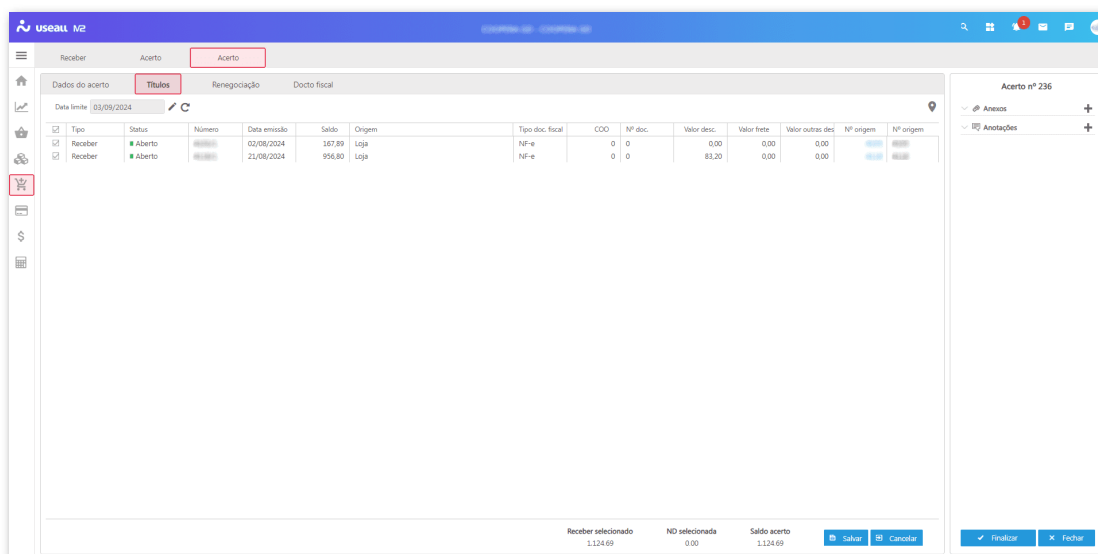 useall M2
1
Receber Acerto Acerto
Dados do acerto Títulos Renegociação Docto fiscal
Acerto nº 236
Data limite 03/09/2024
Anexos
Anotações
Tipo Status Número Data emissão Saldo Origem Tipo doc. fiscal COO Nº doc. Valor desc. Valor frete Valor outras des Nº origem Nº origem
Receber Aberto 02/08/2024 167,89 Loja NF-e 0 0 0,00 0,00 0,00
Receber Aberto 21/08/2024 956,80 Loja NF-e 0 0 83,20 0,00 0,00
Receber selecionado ND selecionada Saldo acerto
1.124.69 0.00 1.124.69
Salvar Cancelar
Finalizar Fechar